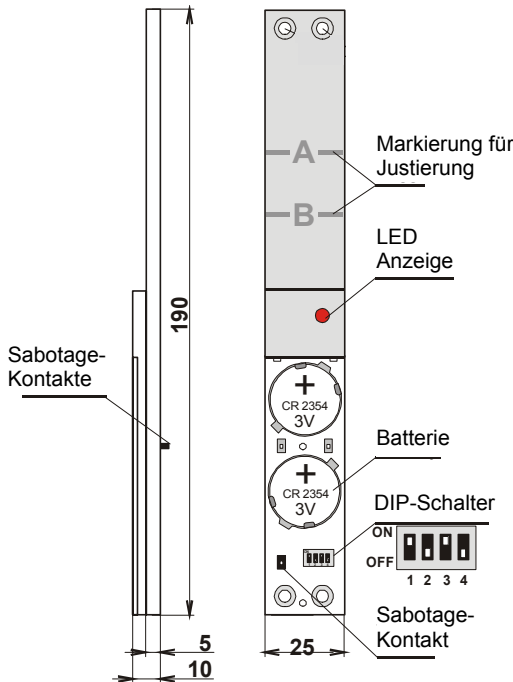 A
Markierung für
Justierung
B
LED
Anzeige
190
Sabotage-
Kontakte
+
CR 2354
3V
Batterie
+
CR 2354
3V
DIP-Schalter
ON
OFF
1 2 3 4
Sabotage-
Kontakt
5
25
10